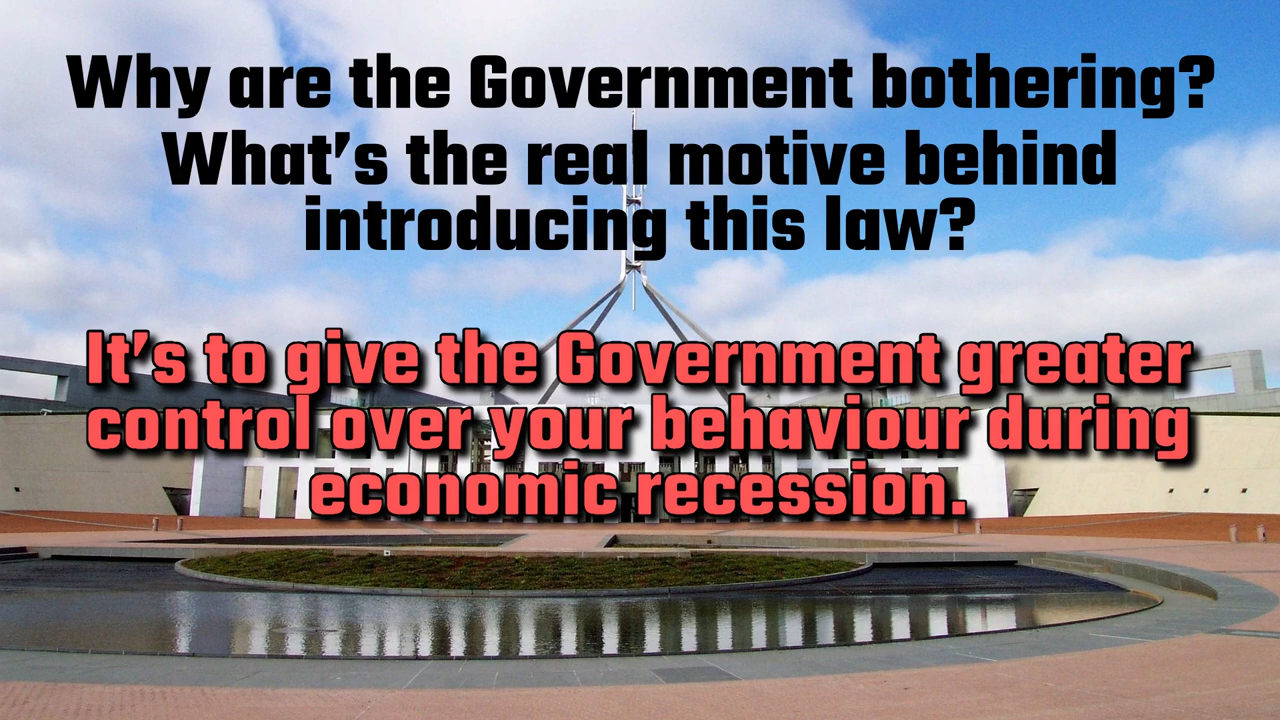 Why are the Government bothering?
What's the real motive behind
introducing this law?
It's to give the Government greater
control over your behaviour during
economic recession.